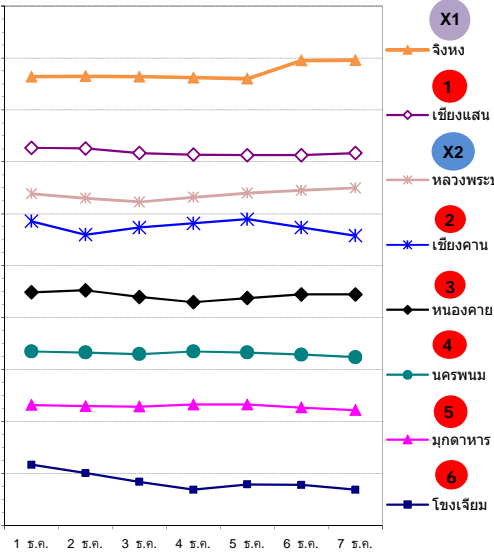 X1
จิ่งหง
1
เชียงแสน
X2
หลวงพระบ
2
เชียงคาน
3
หนองคาย
4
นครพนม
5
มุกดาหาร
6
โขงเจียม
1 ธ.ค. 2 ธ.ค. 3 ธ.ค. 4 ธ.ค. 5 ธ.ค. 6 ธ.ค. 7 ธ.ค.